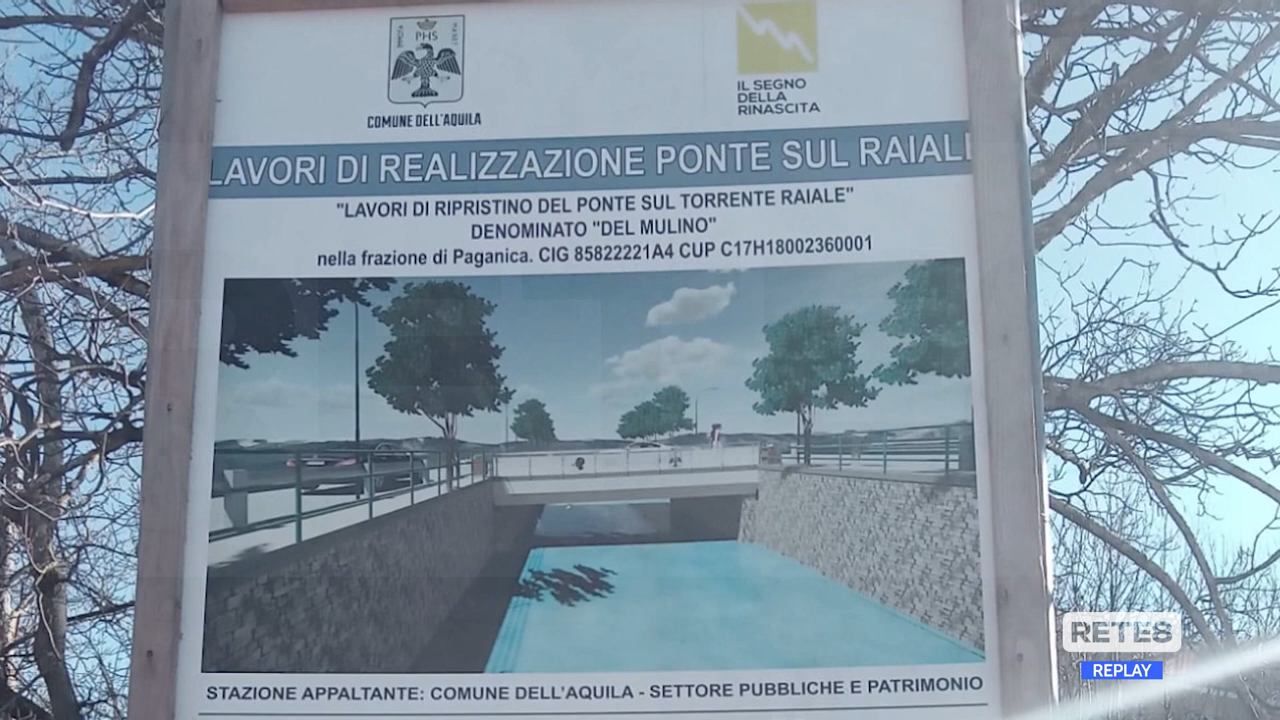 PHS
COMUNE DELL'AQUILA
IL SEGNO
DELLA
RINASCITA
LAVORI DI REALIZZAZIONE PONTE SUL RAIALE
"LAVORI DI RIPRISTINO DEL PONTE SUL TORRENTE RAIALE"
DENOMINATO "DEL MULINO"
nella frazione di Paganica. CIG 85822221A4 CUP C17H18002360001
STAZIONE APPALTANTE: COMUNE DELL'AQUILA - SETTORE PUBBLICHE E PATRIMONIO
RETE8
REPLAY